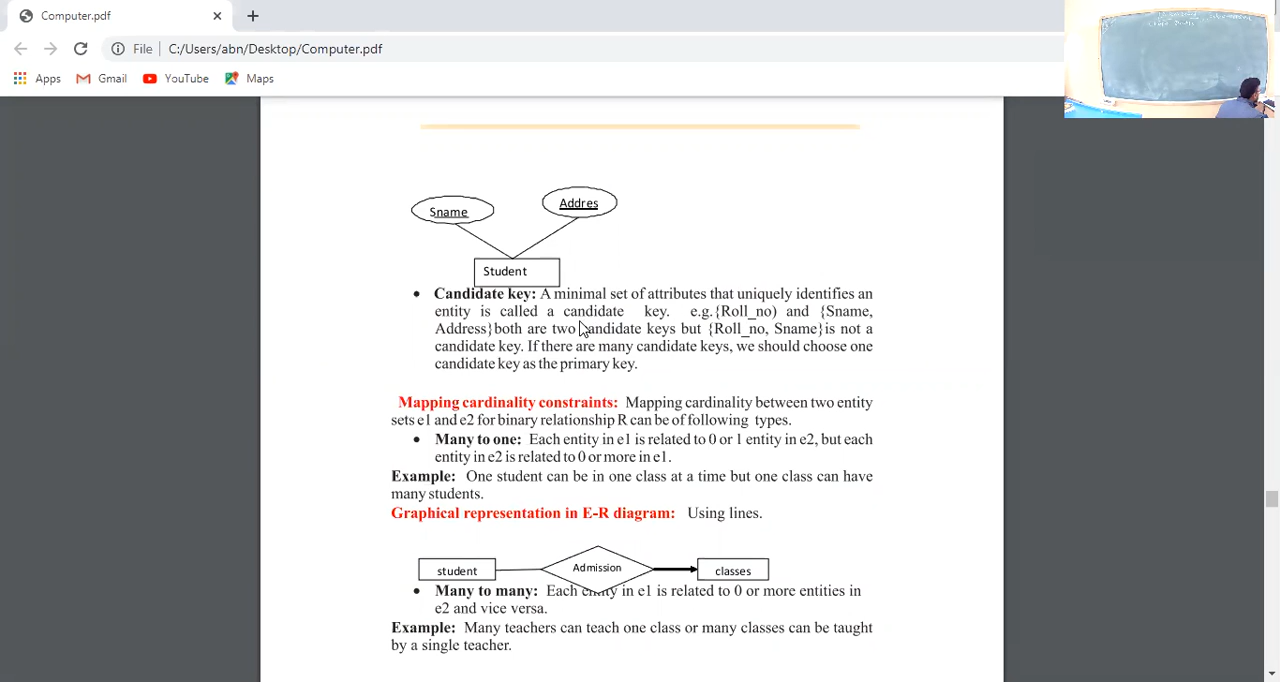 Computer.pdf
File
C:/Users/abn/Desktop/Computer.pdf
Apps Gmail YouTube Maps
Sname
Addres
Student
• Candidate key: A minimal set of attributes that uniquely identifies an
entity is called a candidate key. e.g.{Roll_no) and {Sname,
Address}both are two candidate keys but {Roll_no, Sname}is not a
candidate key. If there are many candidate keys, we should choose one
candidate key as the primary key.
Mapping cardinality constraints: Mapping cardinality between two entity
sets e1 and e2 for binary relationship R can be of following types.
• Many to one: Each entity in e1 is related to 0 or 1 entity in e2, but each
entity in e2 is related to 0 or more in e1.
Example: One student can be in one class at a time but one class can have
many students.
Graphical representation in E-R diagram: Using lines.
student
Admission
classes
• Many to many: Each entity in e1 is related to 0 or more entities in
e2 and vice versa.
Example: Many teachers can teach one class or many classes can be taught
by a single teacher.